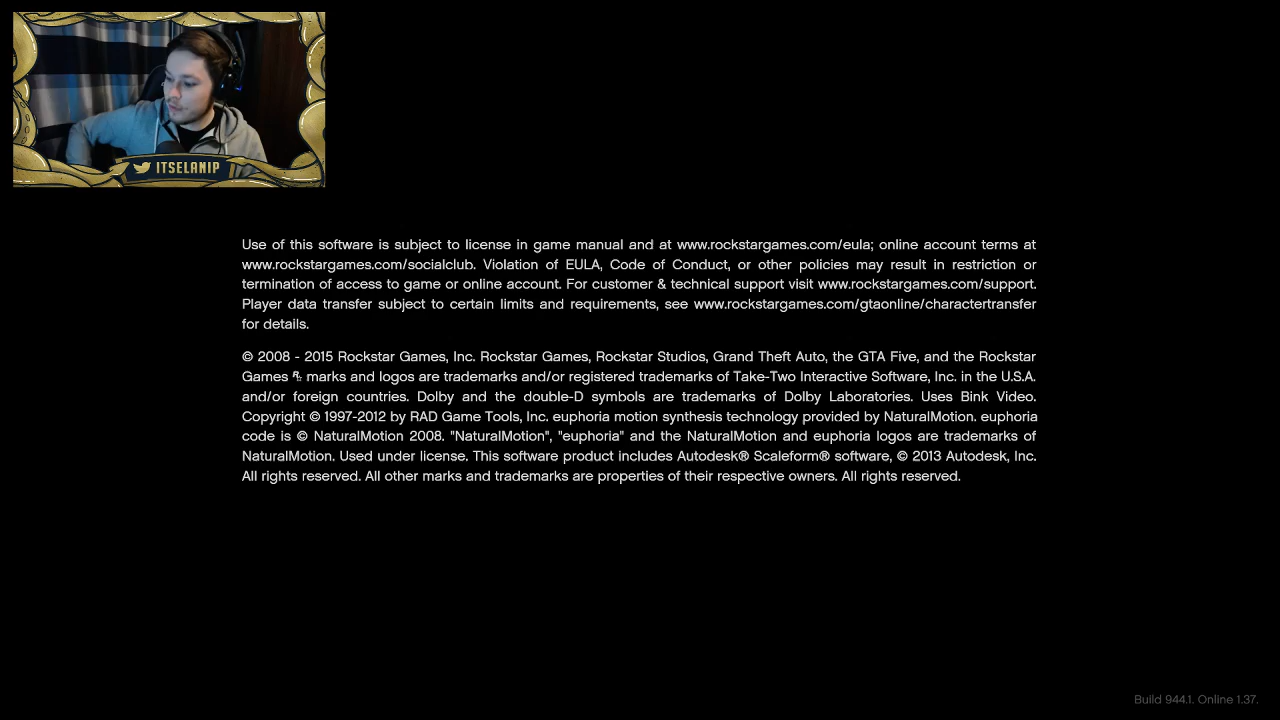 ITSELANIP
Use of this software is subject to license in game manual and at www.rockstargames.com/eula; online account terms at
www.rockstargames.com/socialclub. Violation of EULA, Code of Conduct, or other policies may result in restriction or
termination of access to game or online account. For customer & technical support visit www.rockstargames.com/support.
Player data transfer subject to certain limits and requirements, see www.rockstargames.com/gtaonline/charactertransfer
for details.
© 2008 - 2015 Rockstar Games, Inc. Rockstar Games, Rockstar Studios, Grand Theft Auto, the GTA Five, and the Rockstar
Games R* marks and logos are trademarks and/or registered trademarks of Take-Two Interactive Software, Inc. in the U.S.A.
and/or foreign countries. Dolby and the double-D symbols are trademarks of Dolby Laboratories. Uses Bink Video.
Copyright © 1997-2012 by RAD Game Tools, Inc. euphoria motion synthesis technology provided by NaturalMotion. euphoria
code is © NaturalMotion 2008. "NaturalMotion", "euphoria" and the NaturalMotion and euphoria logos are trademarks of
NaturalMotion. Used under license. This software product includes Autodesk® Scaleform® software, © 2013 Autodesk, Inc.
All rights reserved. All other marks and trademarks are properties of their respective owners. All rights reserved.
Build 944.1. Online 1.37.